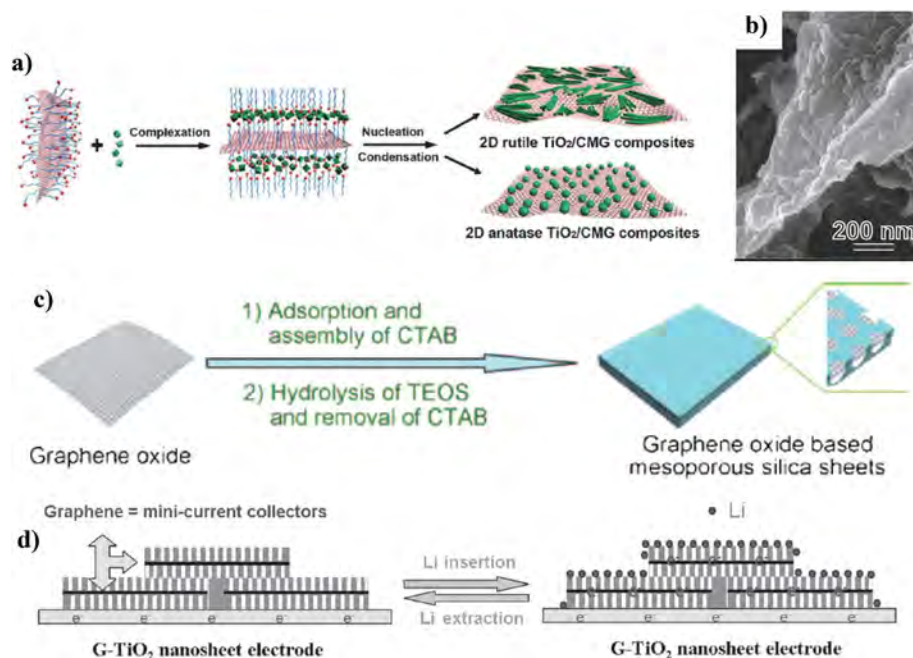 a)
Complexation
+
Nucleation
Condensation
2D rutile TiO₂/CMG composites
2D anatase TiO₂/CMG composites
b)
200 nm
c)
1) Adsorption and
assembly of CTAB
2) Hydrolysis of TEOS
and removal of CTAB
Graphene oxide
Graphene oxide based
mesoporous silica sheets
Graphene = mini-current collectors
d)
Li
Li insertion
Li extraction
e⁻ e⁻ e⁻ e⁻ e⁻
e⁻ e⁻ e⁻ e⁻ e⁻
G-TiO₂ nanosheet electrode
G-TiO₂ nanosheet electrode